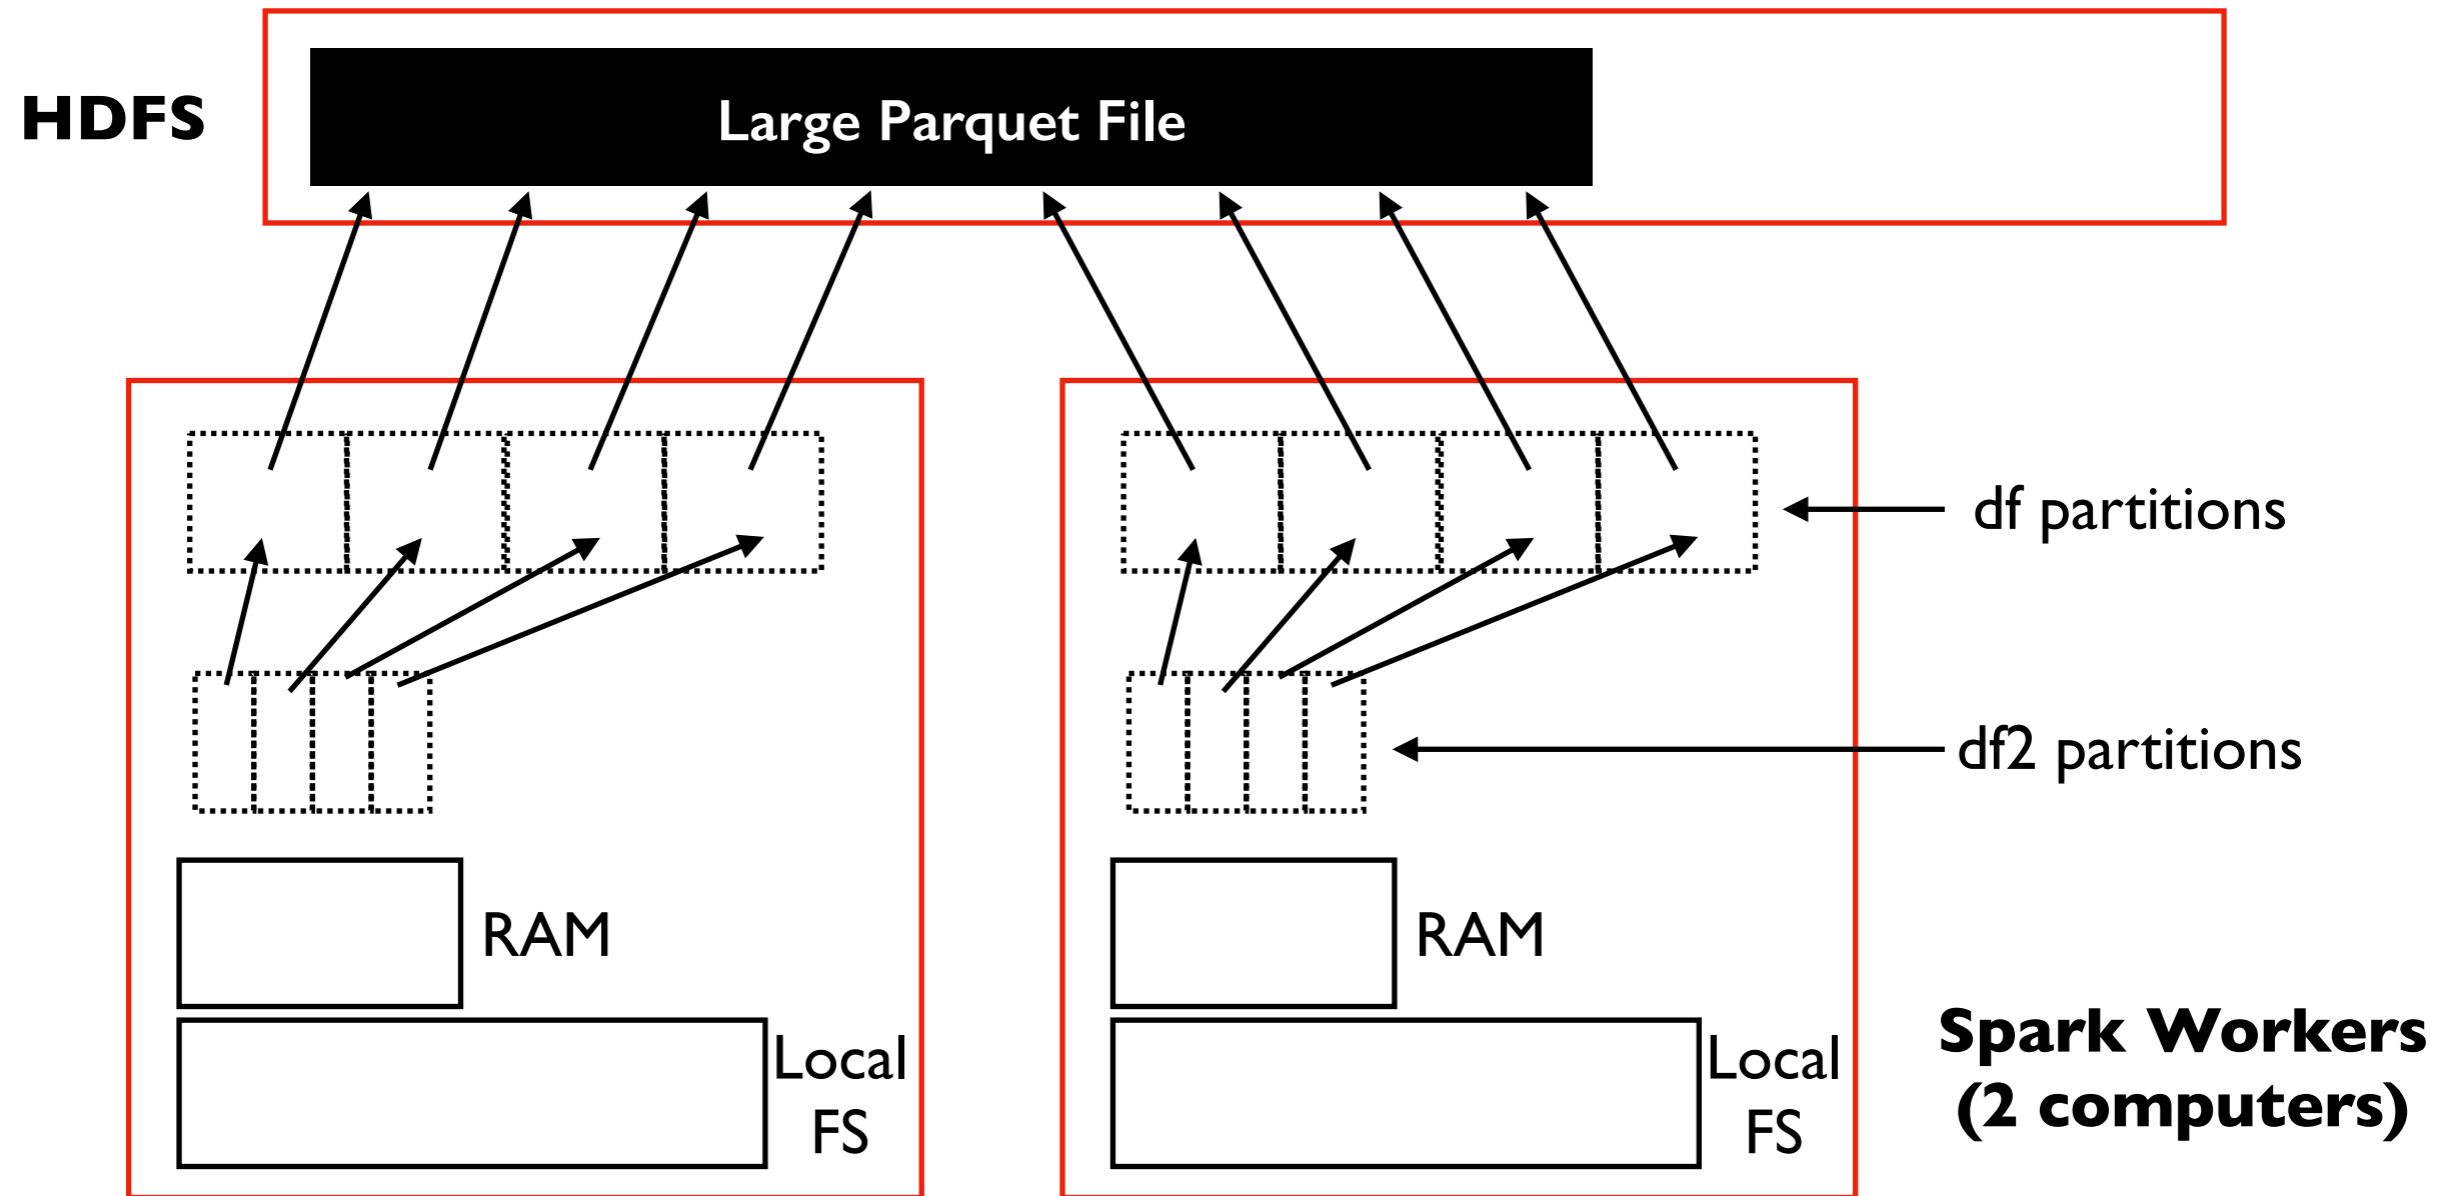 HDFS
Large Parquet File
df partitions
df2 partitions
RAM
RAM
Local
FS
Local
FS
Spark Workers
(2 computers)